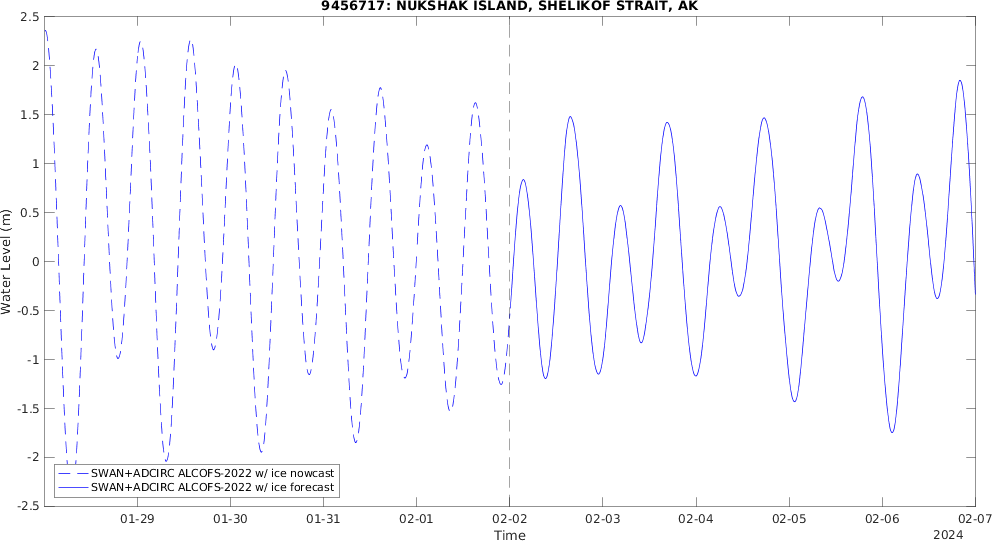 9456717: NUKSHAK ISLAND, SHELIKOF STRAIT, AK
2.5
2
1.5
1
0.5
0
-0.5
-1
-1.5
-2
-2.5
Water Level (m)
SWAN+ADCIRC ALCOFS-2022 w/ ice nowcast
SWAN+ADCIRC ALCOFS-2022 w/ ice forecast
01-29 01-30 01-31 02-01 02-02 02-03 02-04 02-05 02-06 02-07
Time
2024